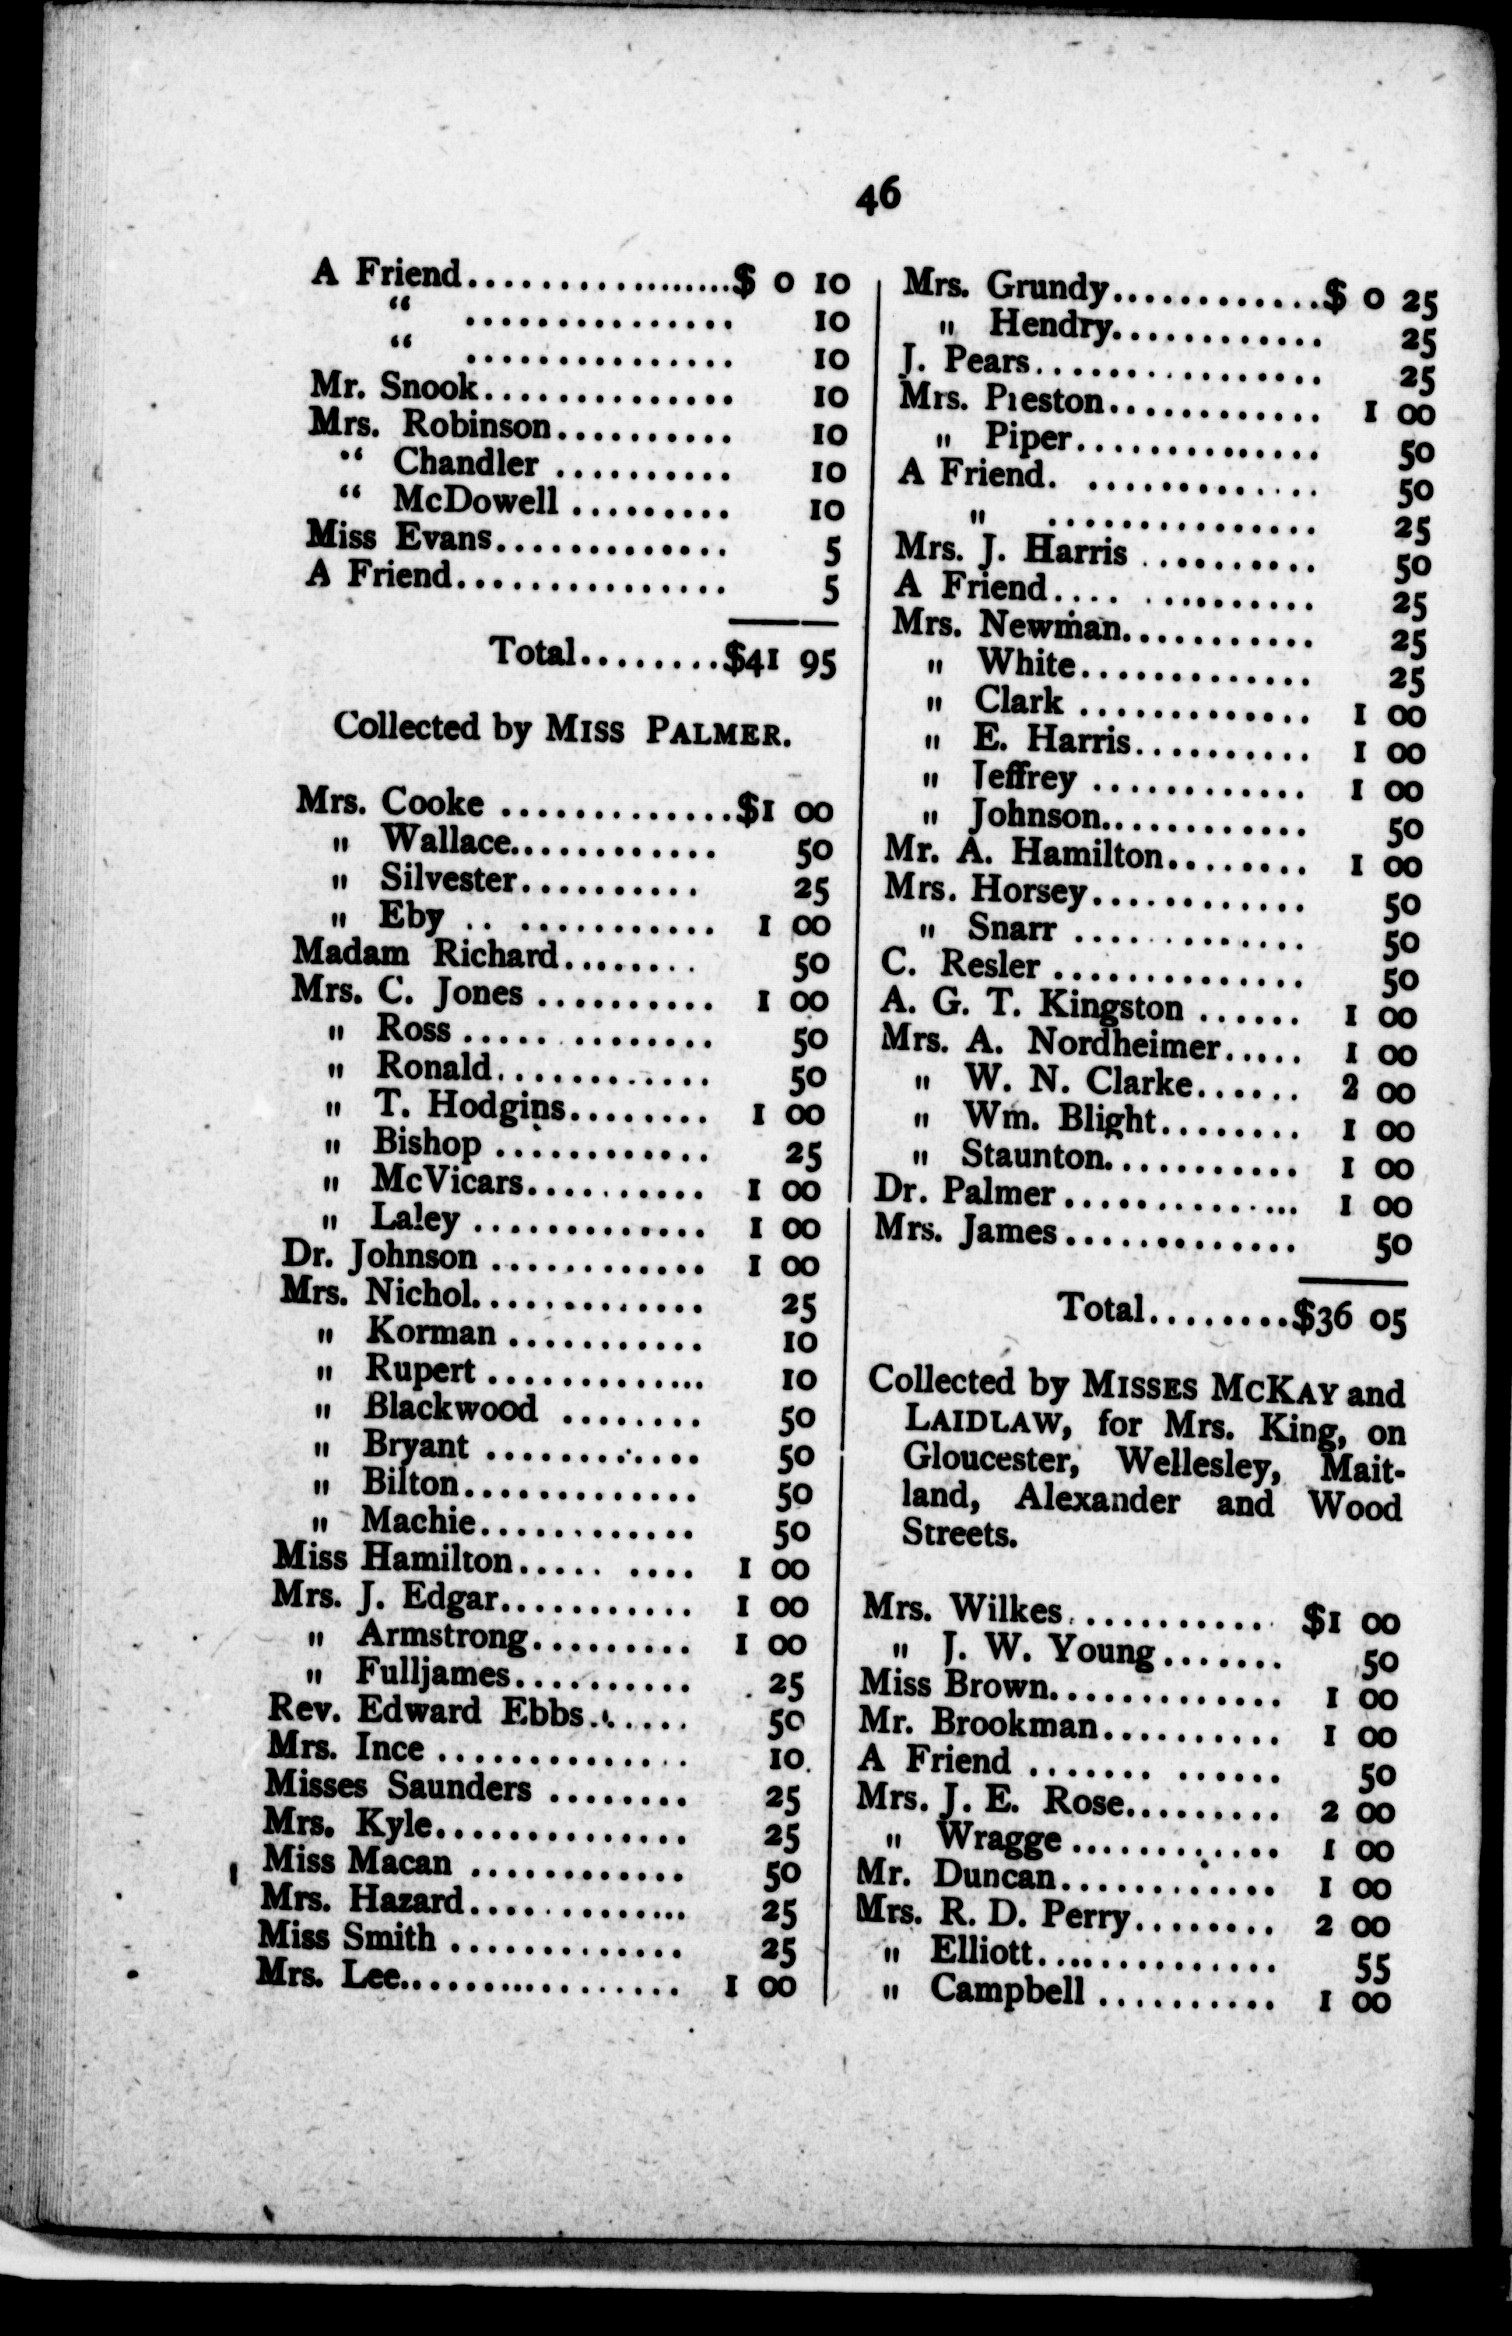 46
A Friend..................$ 0 10
“ ............... 10
“ ............... 10
Mr. Snook.............. 10
Mrs. Robinson.......... 10
“ Chandler .......... 10
“ McDowell ......... 10
Miss Evans............. 5
A Friend............... 5
Total........$41 95
Collected by MISS PALMER.
Mrs. Cooke .............$1 00
" Wallace............ 50
" Silvester.......... 25
" Eby .. ........... 1 00
Madam Richard........ 50
Mrs. C. Jones .......... 1 00
" Ross ..... ........ 50
" Ronald............ 50
" T. Hodgins........ 1 00
" Bishop ............ 25
" McVicars.......... 1 00
" Laley ............. 1 00
Dr. Johnson ............ 1 00
Mrs. Nichol............. 25
" Korman ........... 10
" Rupert ............ 10
" Blackwood ........ 50
" Bryant ............ 50
" Bilton............. 50
" Machie............ 50
Miss Hamilton..... .... 1 00
Mrs. J. Edgar........... 1 00
" Armstrong......... 1 00
" Fulljames.......... 25
Rev. Edward Ebbs...... 50
Mrs. Ince .............. 10
Misses Saunders ........ 25
Mrs. Kyle.............. 25
Miss Macan ............ 50
Mrs. Hazard............ 25
Miss Smith ............. 25
Mrs. Lee................ 1 00
Mrs. Grundy.............$ 0 25
" Hendry............ 25
J. Pears................ 25
Mrs. Preston............ 1 00
" Piper.............. 50
A Friend. ............. 50
" ............... 25
Mrs. J. Harris .......... 50
A Friend.... .......... 25
Mrs. Newman........... 25
" White............. 25
" Clark ............. 1 00
" E. Harris.......... 1 00
" Jeffrey ............ 1 00
" Johnson............ 50
Mr. A. Hamilton........ 1 00
Mrs. Horsey............ 50
" Snarr ............. 50
C. Resler .............. 50
A. G. T. Kingston ...... 1 00
Mrs. A. Nordheimer..... 1 00
" W. N. Clarke...... 2 00
" Wm. Blight........ 1 00
" Staunton........... 1 00
Dr. Palmer .............. 1 00
Mrs. James ............. 50
Total........$36 05
Collected by MISSES MCKAY and
LAIDLAW, for Mrs. King, on
Gloucester, Wellesley, Mait-
land, Alexander and Wood
Streets.
Mrs. Wilkes............ $1 00
" J. W. Young....... 50
Miss Brown............. 1 00
Mr. Brookman.......... 1 00
A Friend ....... ...... 50
Mrs. J. E. Rose......... 2 00
" Wragge ............ 1 00
Mr. Duncan............ 1 00
Mrs. R. D. Perry........ 2 00
" Elliott.............. 55
" Campbell .......... 1 00